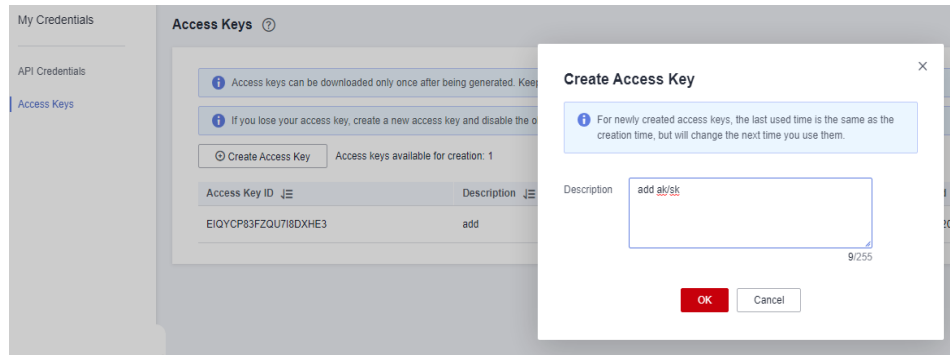 My Credentials
API Credentials
Access Keys
Access Keys
Access keys can be downloaded only once after being generated. Keep
If you lose your access key, create a new access key and disable the o
Create Access Key
Access keys available for creation: 1
Access Key ID
Description
EIQYCP83FZQU7I8DXHE3
add
Create Access Key
For newly created access keys, the last used time is the same as the
creation time, but will change the next time you use them.
Description
add ak/sk
9/255
OK
Cancel